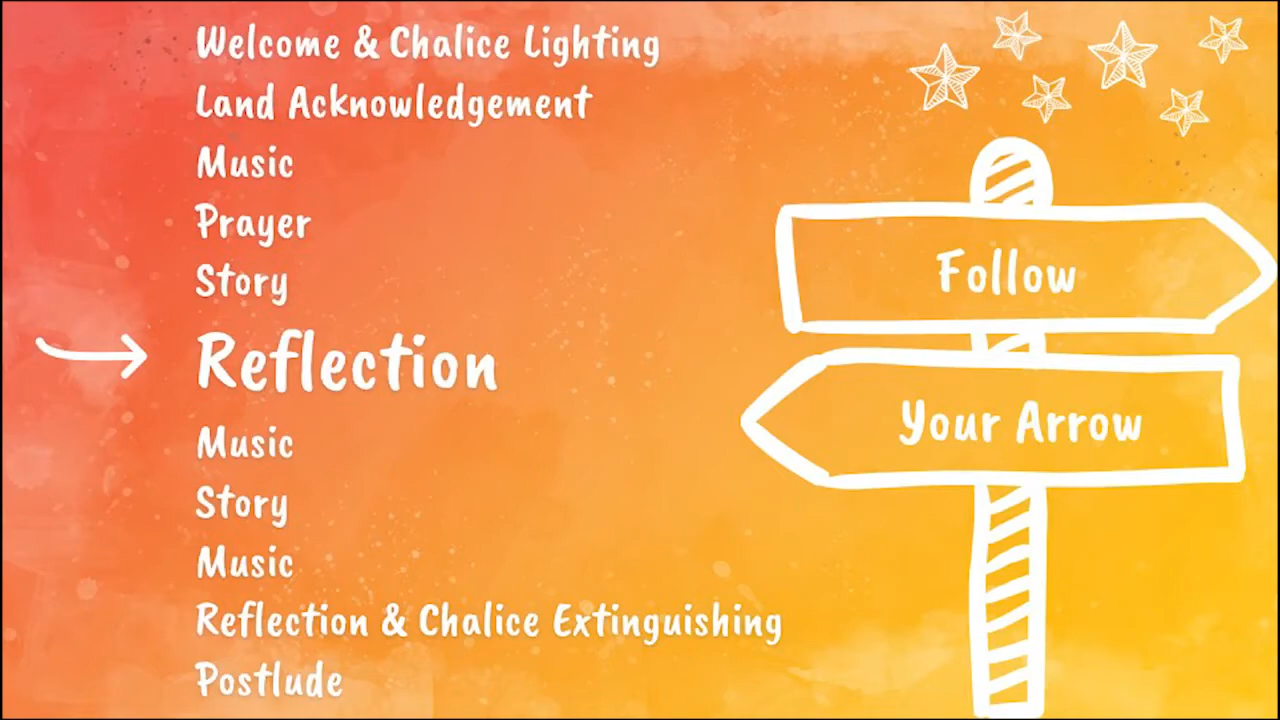 Welcome & Chalice Lighting
Land Acknowledgement
Music
Prayer
Story
Reflection
Music
Story
Music
Reflection & Chalice Extinguishing
Postlude
Follow
Your Arrow